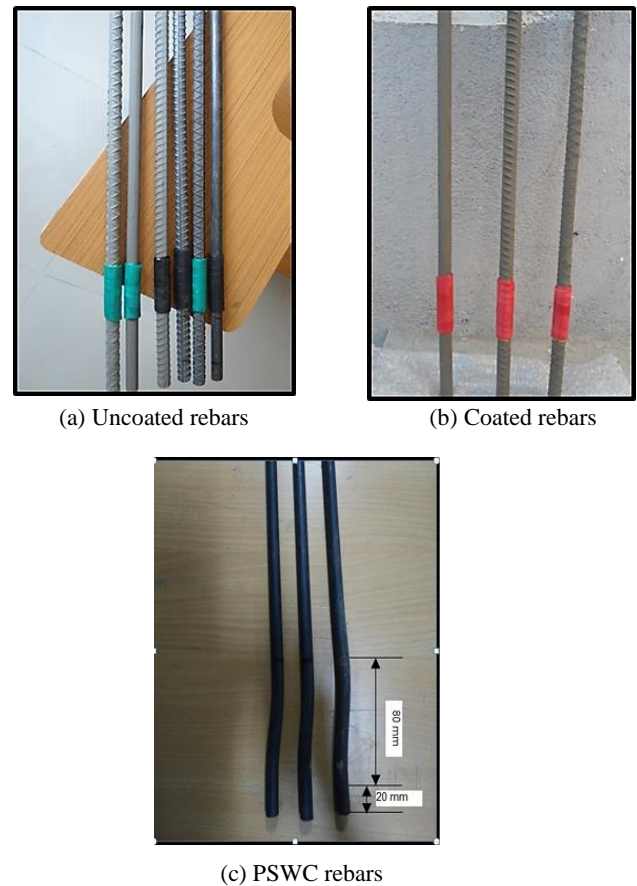 (a) Uncoated rebars
(b) Coated rebars
80 mm
20 mm
(c) PSWC rebars